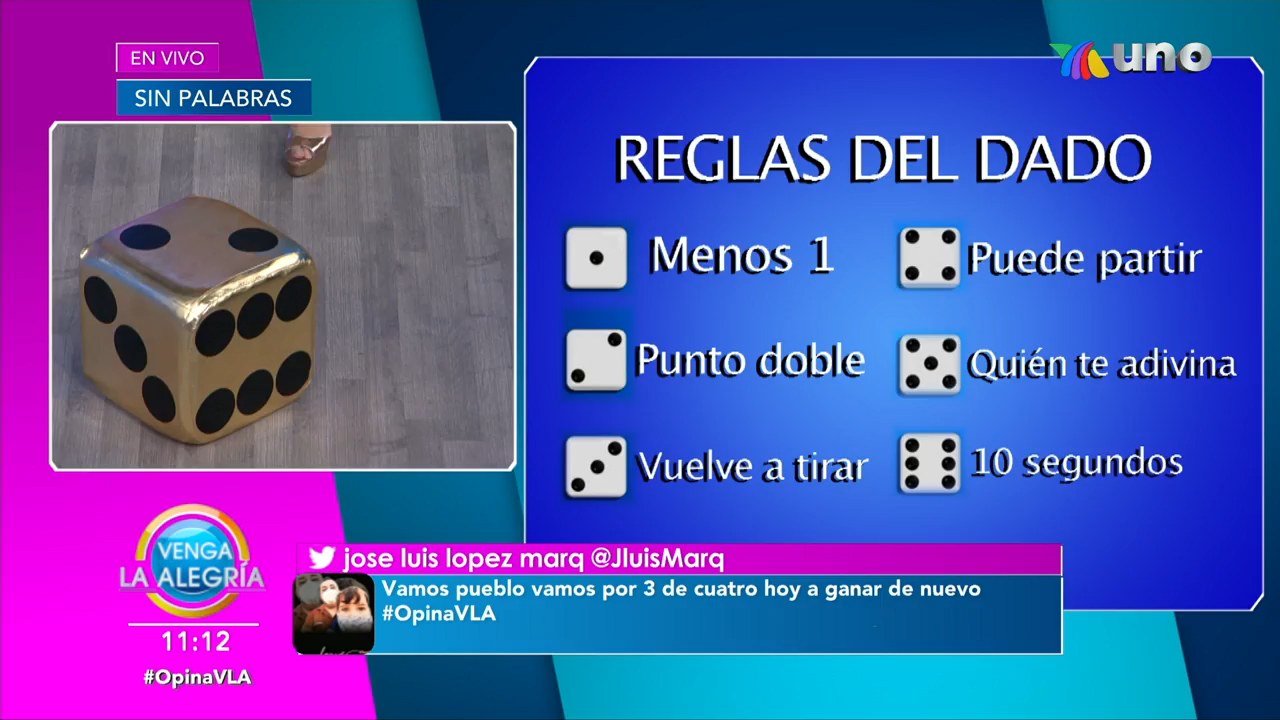 EN VIVO
SIN PALABRAS
uno
REGLAS DEL DADO
Menos 1
Puede partir
Punto doble
Quién te adivina
Vuelve a tirar
10 segundos
VENGA
LA ALEGRÍA
11:12
#OpinaVLA
jose luis lopez marq @JluisMarq
Vamos pueblo vamos por 3 de cuatro hoy a ganar de nuevo
#OpinaVLA